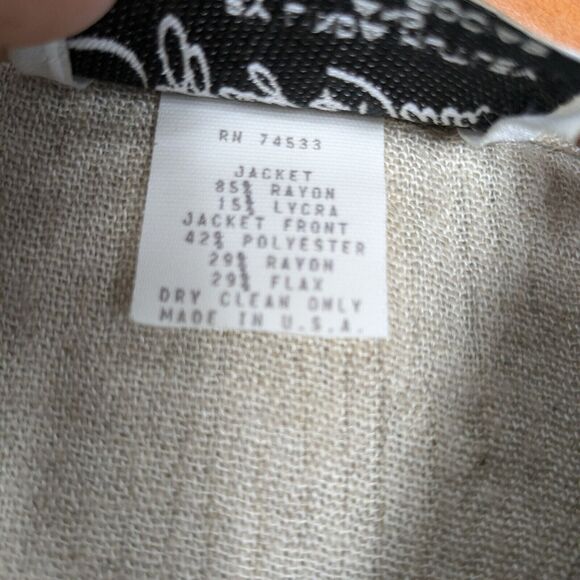 RN 74533
JACKET
85% RAYON
15% LYCRA
JACKET FRONT
42% POLYESTER
29% RAYON
29% FLAX
DRY CLEAN ONLY
MADE IN U.S.A.